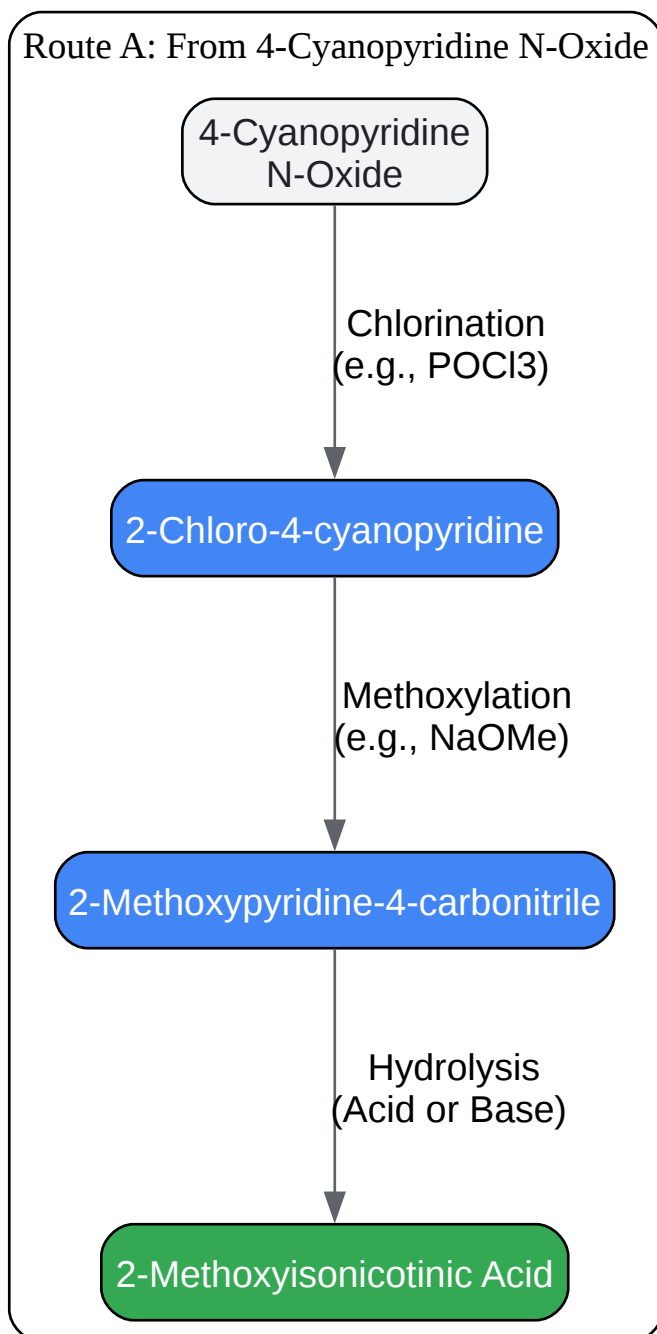 Route A: From 4-Cyanopyridine N-Oxide
4-Cyanopyridine
N-Oxide
Chlorination
(e.g., POCl3)
2-Chloro-4-cyanopyridine
Methoxylation
(e.g., NaOMe)
2-Methoxypyridine-4-carbonitrile
Hydrolysis
(Acid or Base)
2-Methoxyisonicotinic Acid